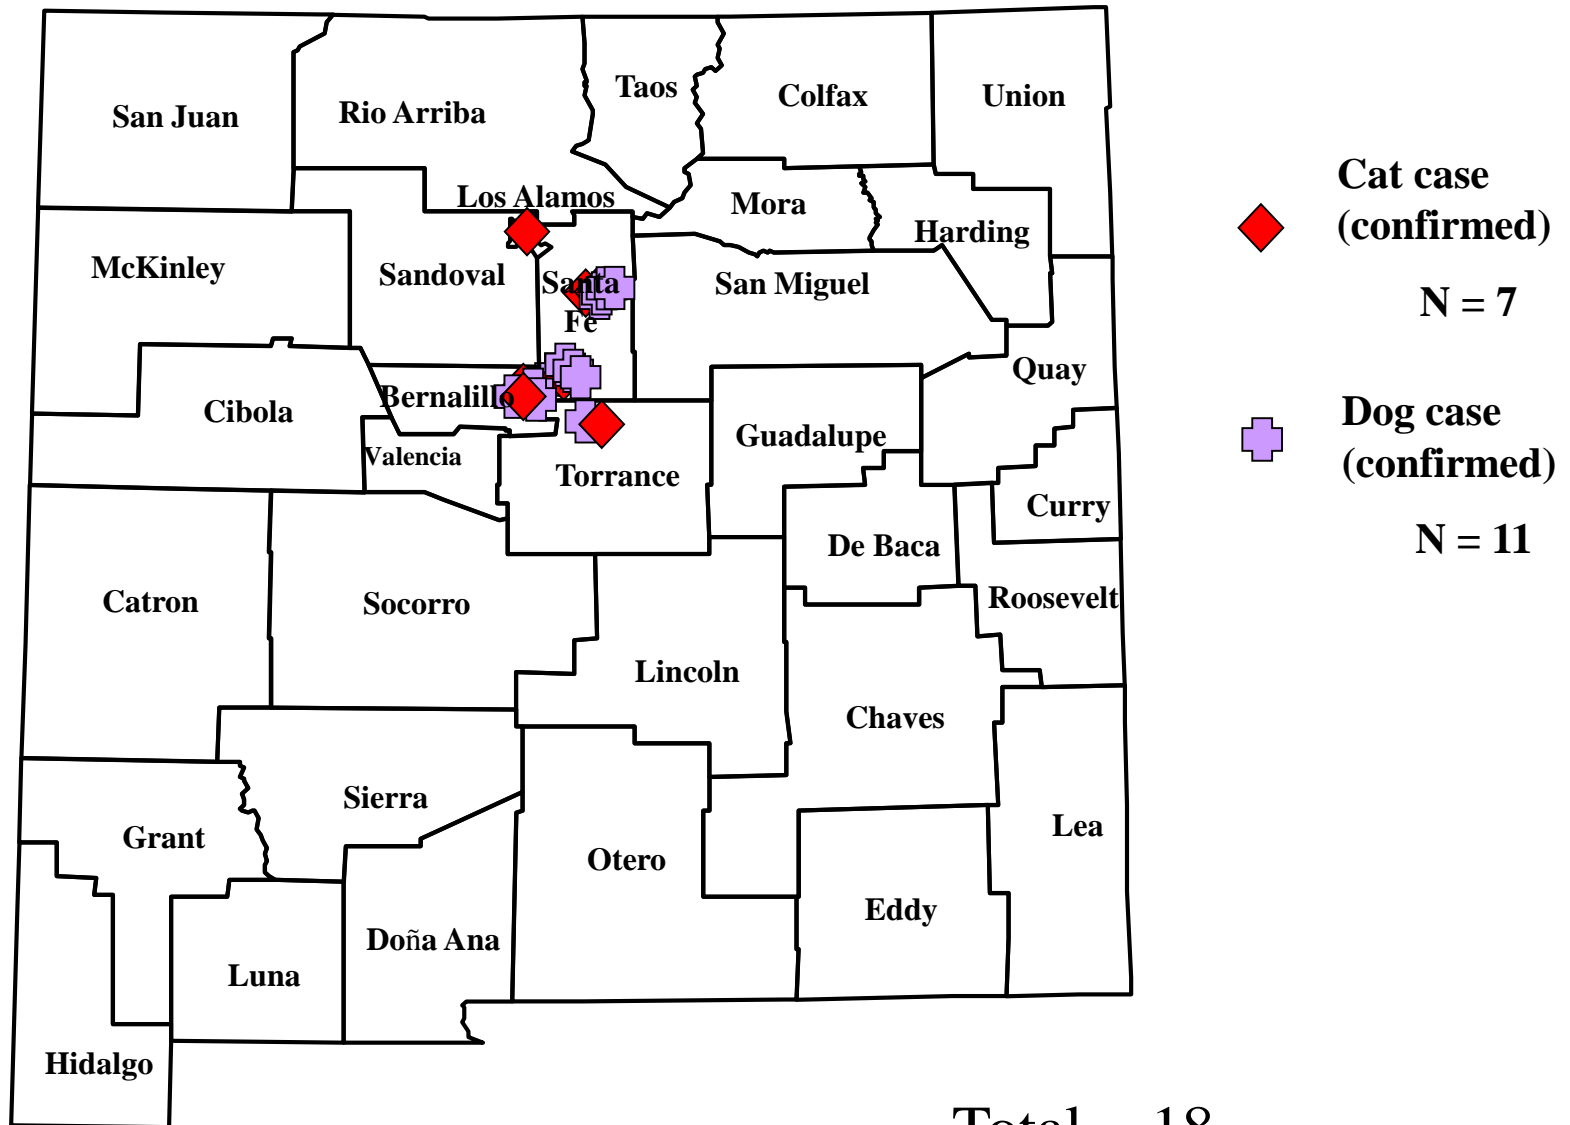 San Juan
Rio Arriba
Taos
Colfax
Union
Los Alamos
Mora
Harding
McKinley
Sandoval
Santa
Fe
San Miguel
Quay
Bernalillo
Cibola
Valencia
Torrance
Guadalupe
Curry
De Baca
Roosevelt
Catron
Socorro
Lincoln
Chaves
Sierra
Grant
Otero
Lea
Eddy
Doña Ana
Luna
Hidalgo
Cat case
(confirmed)
N = 7
Dog case
(confirmed)
N = 11
Total = 18